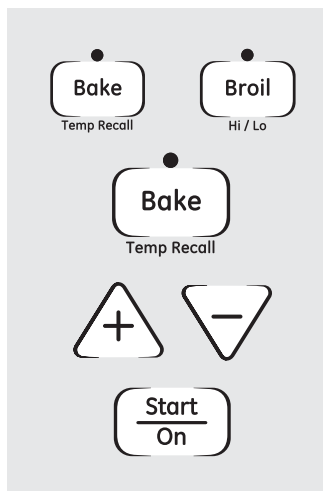 Bake
Temp Recall
Broil
Hi / Lo
Bake
Temp Recall
+
−
Start
On